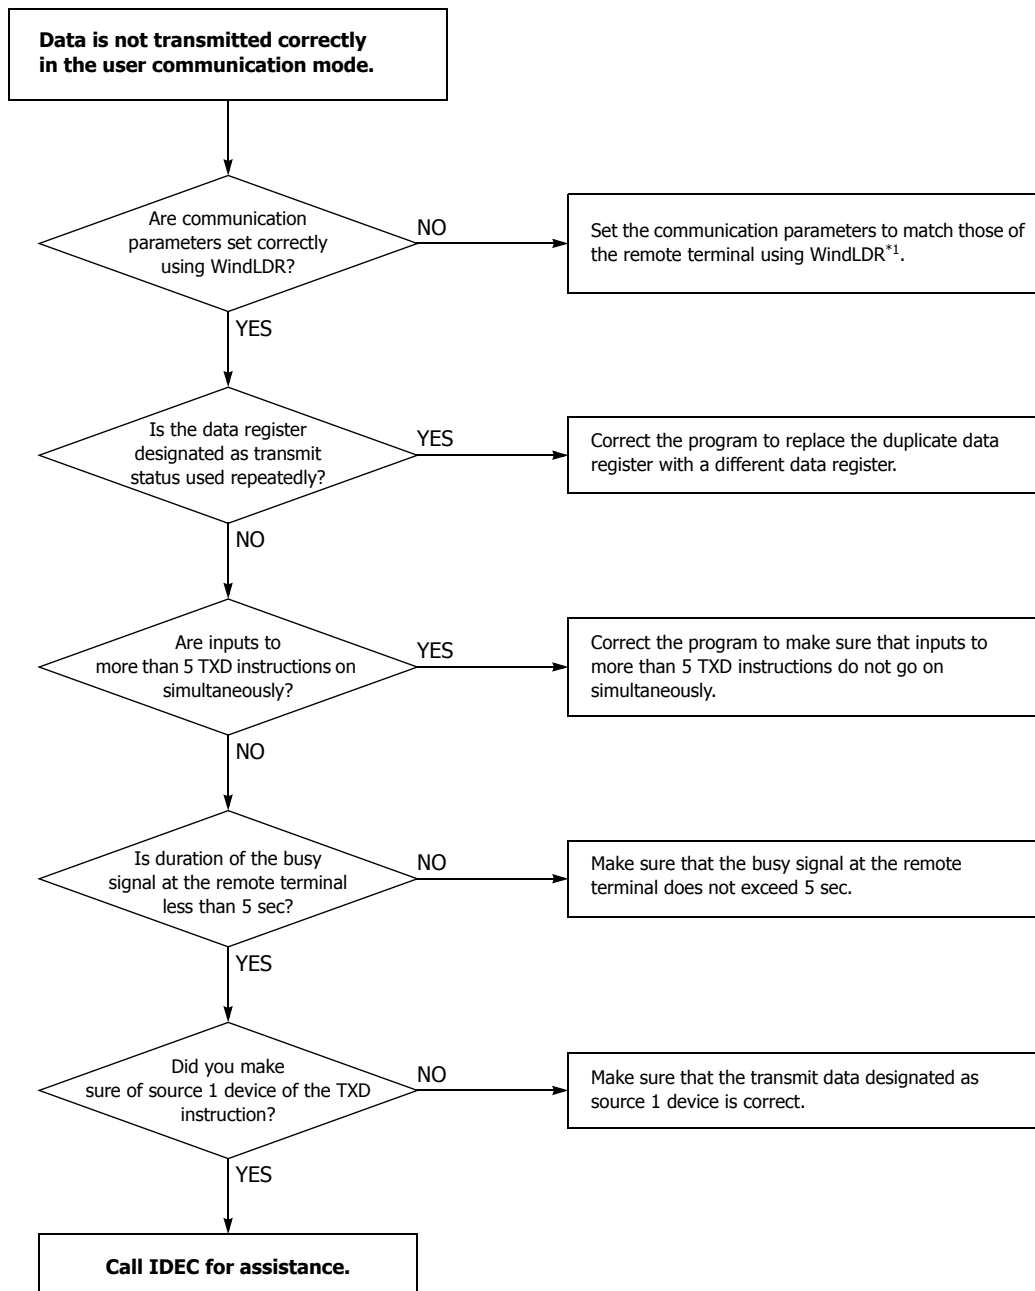 Data is not transmitted correctly
in the user communication mode.
Are communication
parameters set correctly
using WindLDR?
NO
Set the communication parameters to match those of
the remote terminal using WindLDR*1.
YES
Is the data register
designated as transmit
status used repeatedly?
YES
Correct the program to replace the duplicate data
register with a different data register.
NO
Are inputs to
more than 5 TXD instructions on
simultaneously?
YES
Correct the program to make sure that inputs to
more than 5 TXD instructions do not go on
simultaneously.
NO
Is duration of the busy
signal at the remote terminal
less than 5 sec?
NO
Make sure that the busy signal at the remote
terminal does not exceed 5 sec.
YES
Did you make
sure of source 1 device of the TXD
instruction?
NO
Make sure that the transmit data designated as
source 1 device is correct.
YES
Call IDEC for assistance.